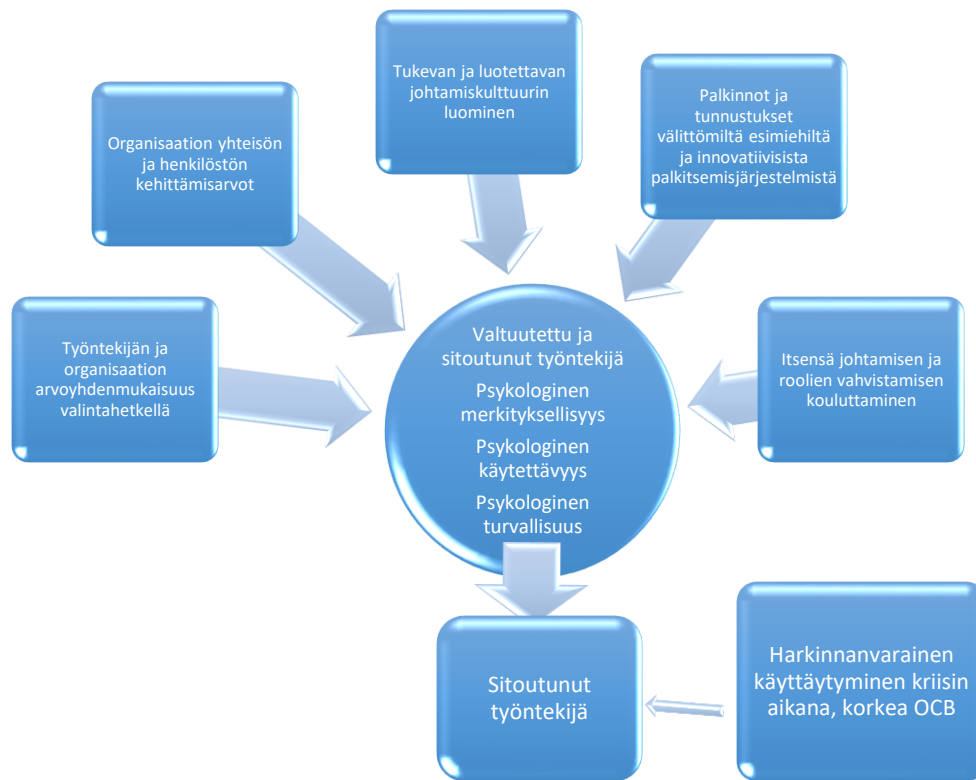 Tukevan ja luotettavan
johtamiskulttuurin
luominen
Palkinnot ja
tunnustukset
välittömiltä esimiehiltä
ja innovatiivisista
palkitsemisjärjestelmistä
Organisaation yhteisön
ja henkilöstön
kehittämisarvot
Työntekijän ja
organisaation
arvoyhdenmukaisuus
valintahetkellä
Valtuutettu ja
sitoutunut työntekijä
Psykologinen
merkityksellisyys
Psykologinen
käytettävyys
Psykologinen
turvallisuus
Itsensä johtamisen ja
roolien vahvistamisen
kouluttaminen
Sitoutunut
työntekijä
Harkinnanvarainen
käyttäytyminen kriisin
aikana, korkea OCB